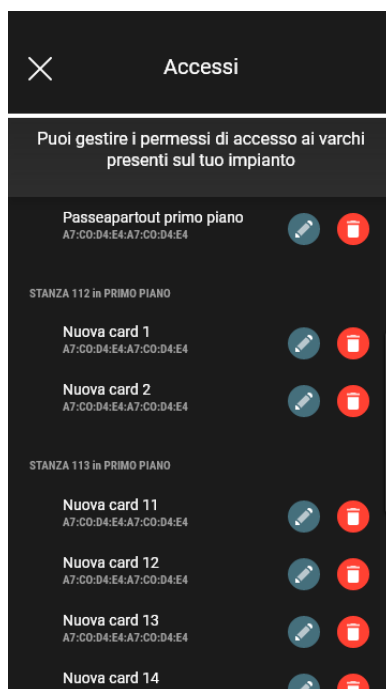 Accessi
Puoi gestire i permessi di accesso ai varchi
presenti sul tuo impianto
Passeapartout primo piano
A7:C0:D4:E4:A7:C0:D4:E4
STANZA 112 in PRIMO PIANO
Nuova card 1
A7:C0:D4:E4:A7:C0:D4:E4
Nuova card 2
A7:C0:D4:E4:A7:C0:D4:E4
STANZA 113 in PRIMO PIANO
Nuova card 11
A7:C0:D4:E4:A7:C0:D4:E4
Nuova card 12
A7:C0:D4:E4:A7:C0:D4:E4
Nuova card 13
A7:C0:D4:E4:A7:C0:D4:E4
Nuova card 14